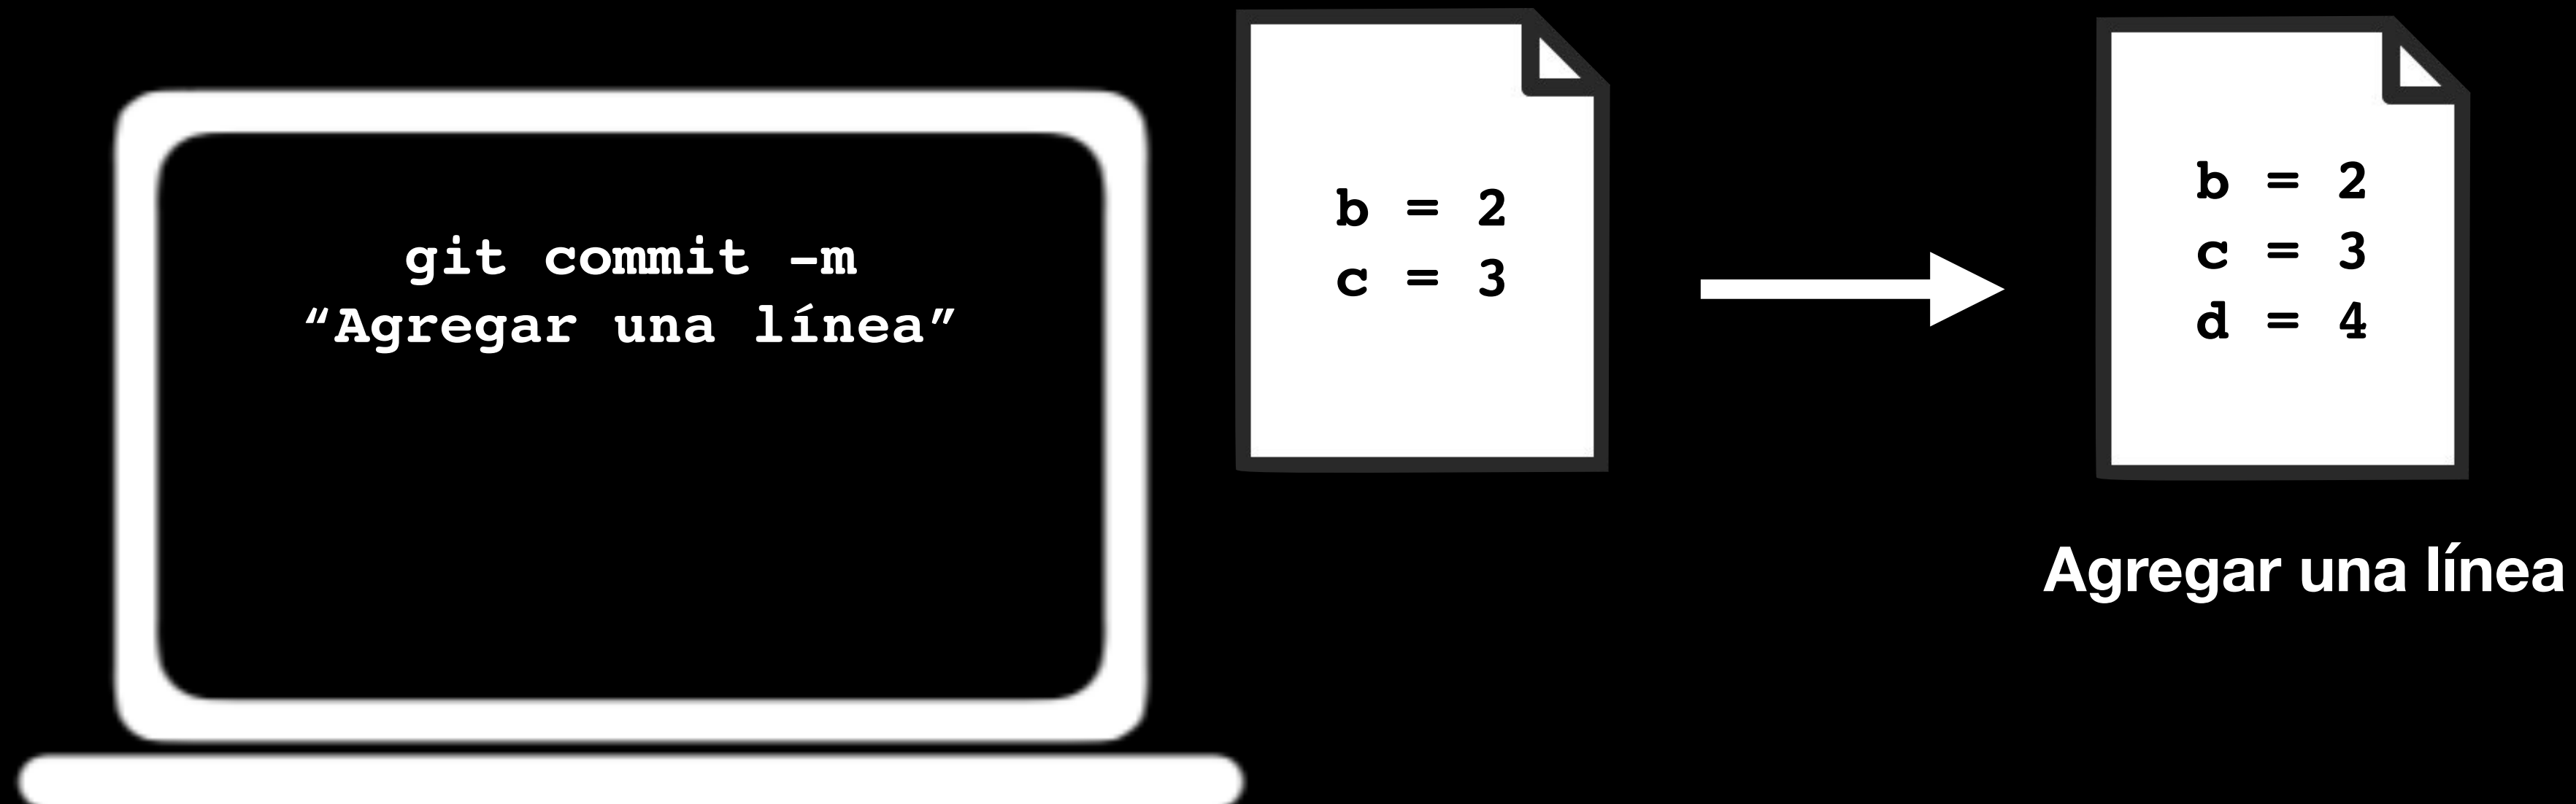 git commit -m
“Agregar una línea”
b = 2
c = 3
b = 2
c = 3
d = 4
Agregar una línea